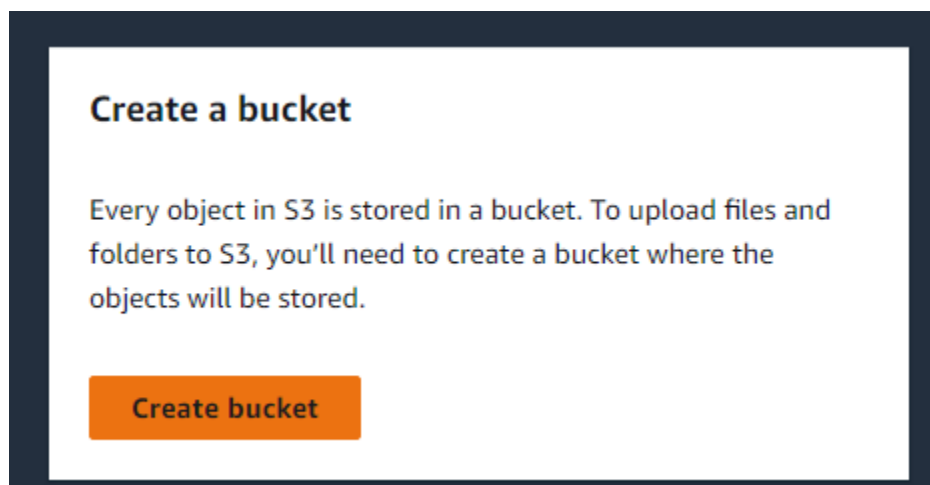 Create a bucket
Every object in S3 is stored in a bucket. To upload files and
folders to S3, you’ll need to create a bucket where the
objects will be stored.
Create bucket